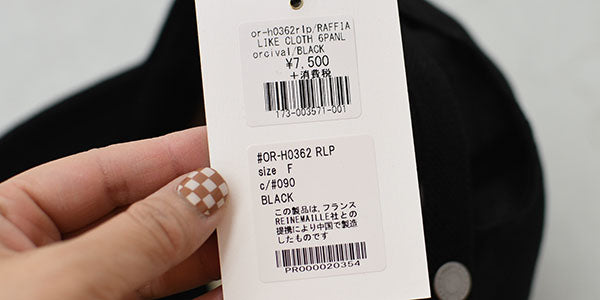 or-h0362rlp/RAFFIA
LIKE CLOTH 6PANL
orcival/BLACK
¥7,500
+消費税
173-003571-001
#OR-H0362 RLP
size F
c/#090
BLACK
この製品は、フランス
REINEMAILLE社との
提携により中国で製造
したものです
PR000020354